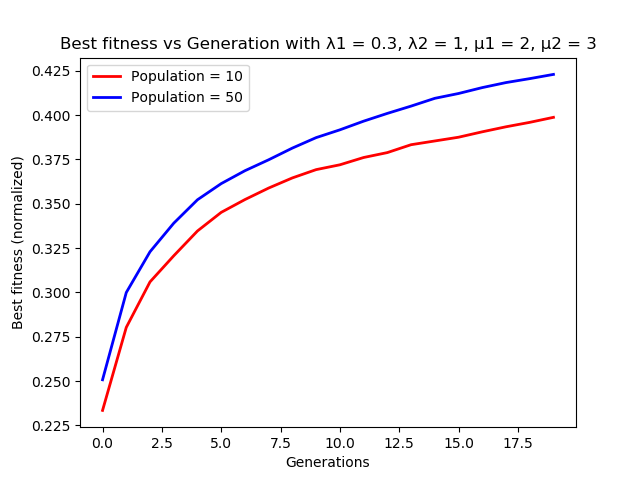 Best fitness vs Generation with λ1 = 0.3, λ2 = 1, μ1 = 2, μ2 = 3
Population = 10
Population = 50
0.425
0.400
0.375
0.350
0.325
0.300
0.275
0.250
0.225
Best fitness (normalized)
0.0 2.5 5.0 7.5 10.0 12.5 15.0 17.5
Generations